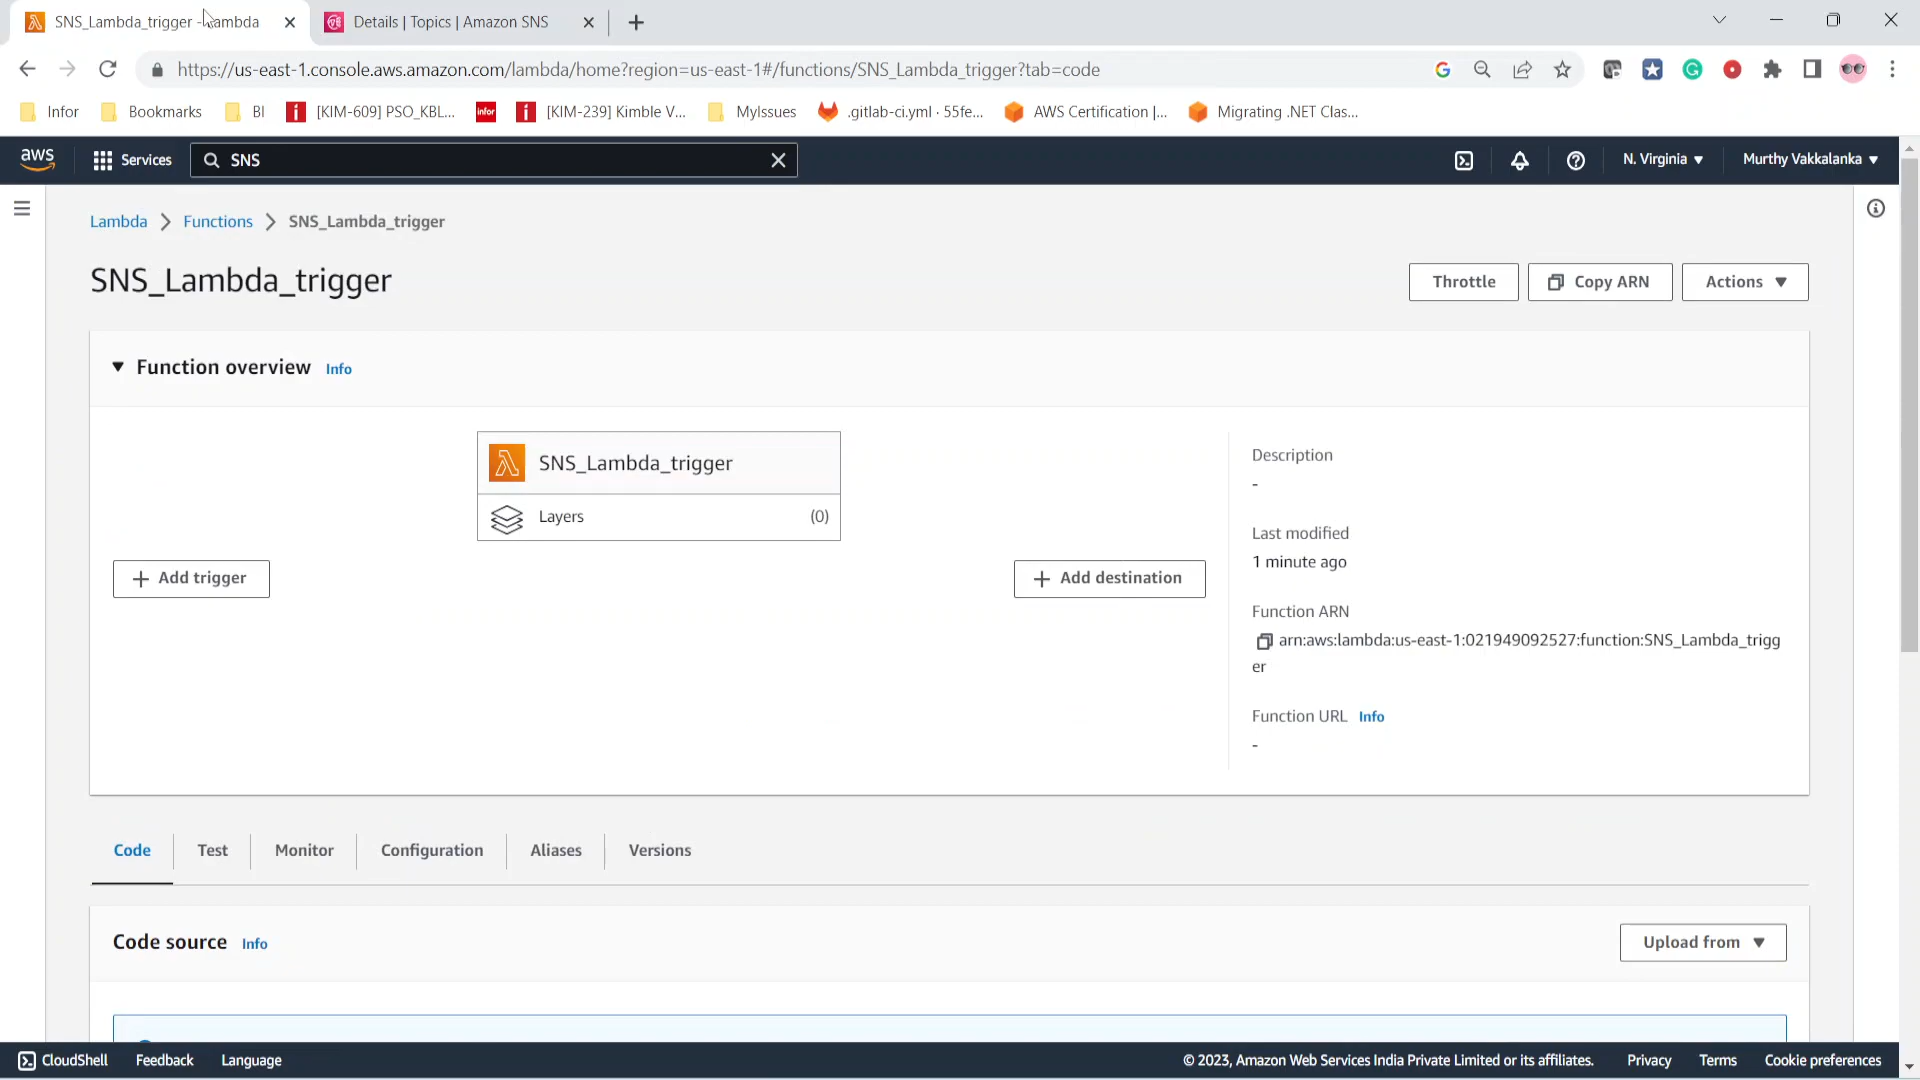 SNS_Lambda_trigger - Lambda
Details | Topics | Amazon SNS
https://us-east-1.console.aws.amazon.com/lambda/home?region=us-east-1#/functions/SNS_Lambda_trigger?tab=code
Infor
Bookmarks
BI
[KIM-609] PSO_KBL...
infor
[KIM-239] Kimble V...
MyIssues
.gitlab-ci.yml · 55fe...
AWS Certification |...
Migrating .NET Clas...
aws
Services
SNS
N. Virginia
Murthy Vakkalanka
Lambda
Functions
SNS_Lambda_trigger
SNS_Lambda_trigger
Throttle
Copy ARN
Actions
Function overview Info
SNS_Lambda_trigger
Layers (0)
Add trigger
Add destination
Description
-
Last modified
1 minute ago
Function ARN
arn:aws:lambda:us-east-1:021949092527:function:SNS_Lambda_trigg
er
Function URL Info
-
Code
Test
Monitor
Configuration
Aliases
Versions
Code source Info
Upload from
CloudShell
Feedback
Language
© 2023, Amazon Web Services India Private Limited or its affiliates.
Privacy
Terms
Cookie preferences